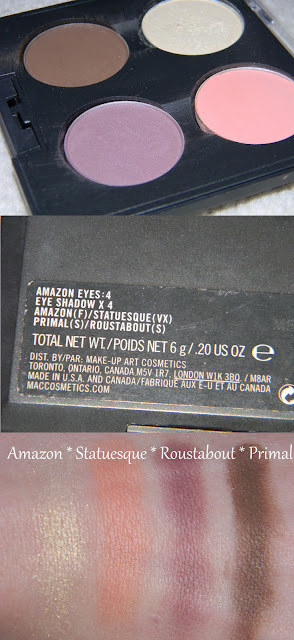 AMAZON EYES:4
EYE SHADOW X 4
AMAZON(F)/STATUESQUE(VX)
PRIMAL(S)/ROUSTABOUT(S)
TOTAL NET WT./POIDS NET 6 g/.20 US OZ e
DIST. BY/PAR: MAKE-UP ART COSMETICS
TORONTO, ONTARIO, CANADA M5V 1R7. LONDON W1K 3BQ. / M8AR
MADE IN U.S.A. AND CANADA/FABRIQUE AUX E-U ET AU CANADA
MACCOSMETICS.COM
Amazon * Statuesque * Roustabout * Primal